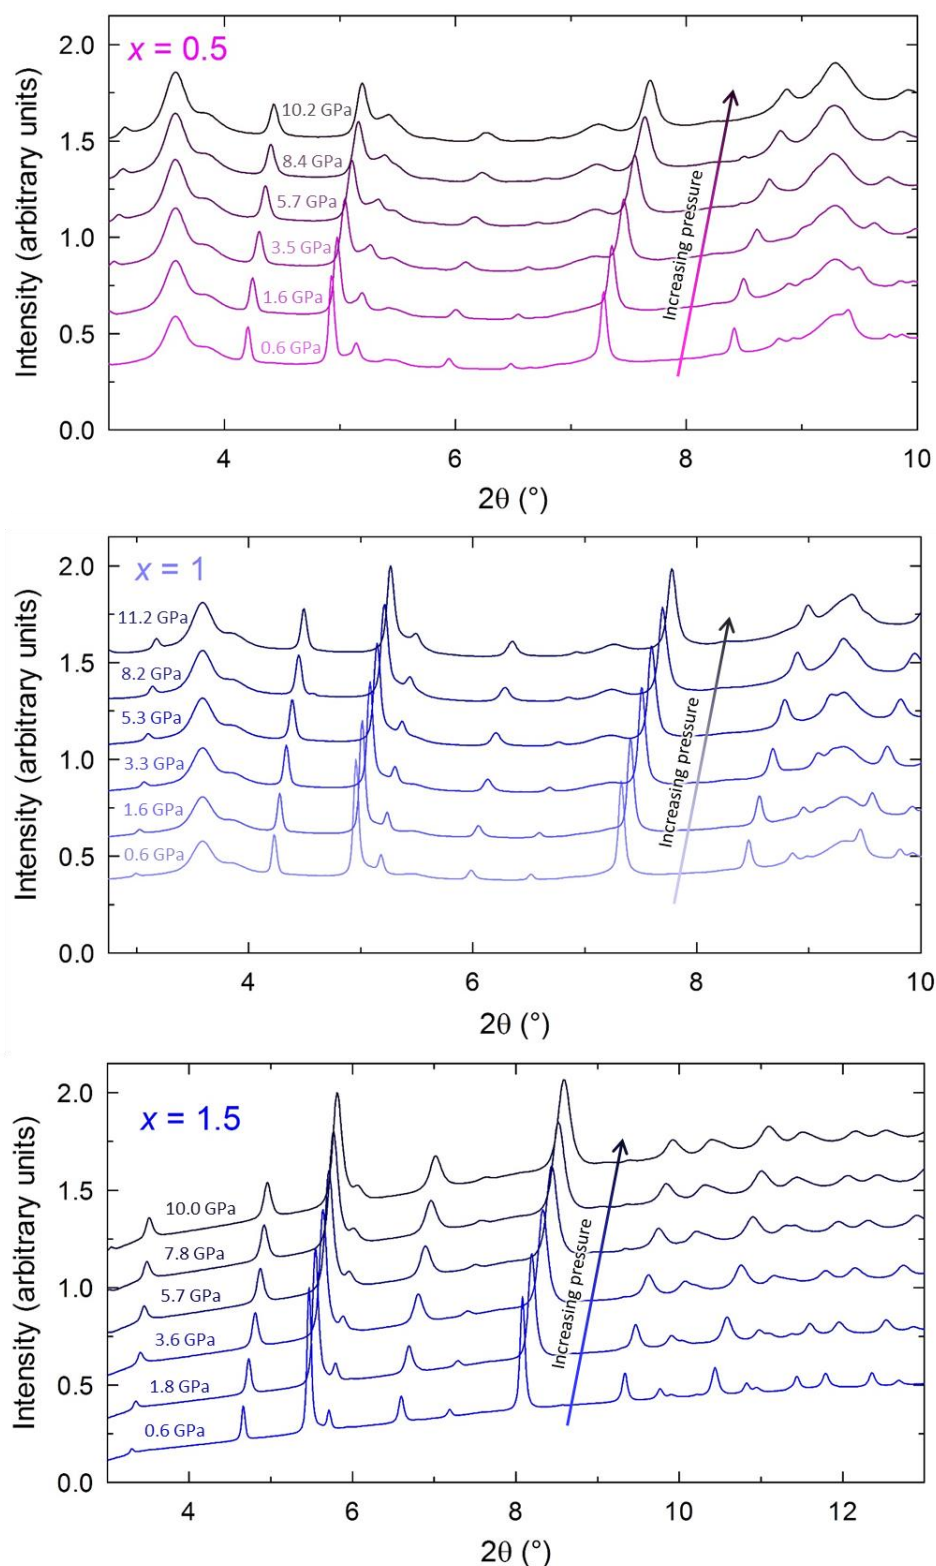 x = 0.5
Intensity (arbitrary units)
2.0
1.5
1.0
0.5
0.0
10.2 GPa
8.4 GPa
5.7 GPa
3.5 GPa
1.6 GPa
0.6 GPa
Increasing pressure
4 6 8 10
2θ (°)
x = 1
Intensity (arbitrary units)
2.0
1.5
1.0
0.5
0.0
11.2 GPa
8.2 GPa
5.3 GPa
3.3 GPa
1.6 GPa
0.6 GPa
Increasing pressure
4 6 8 10
2θ (°)
x = 1.5
Intensity (arbitrary units)
2.0
1.5
1.0
0.5
0.0
10.0 GPa
7.8 GPa
5.7 GPa
3.6 GPa
1.8 GPa
0.6 GPa
Increasing pressure
4 6 8 10 12
2θ (°)